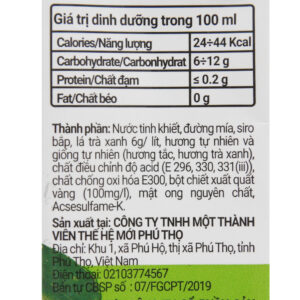 Giá trị dinh dưỡng trong 100 ml
Calories/Năng lượng 24÷44 Kcal
Carbohydrate/Carbonhydrat 6÷12 g
Protein/Chất đạm ≤ 0.2 g
Fat/Chất béo 0 g
Thành phần: Nước tinh khiết, đường mía, siro
bắp, lá trà xanh 6g/ lít, hương tự nhiên và
giống tự nhiên (hương tắc, hương trà xanh),
chất điều chỉnh độ acid (E 296, 330, 331(iii)),
chất chống oxi hóa E300, bột chiết xuất quất
vàng (100mg/l), mật ong nguyên chất,
Acsesulfame-K.
Sản xuất tại: CÔNG TY TNHH MỘT THÀNH
VIÊN THẾ HỆ MỚI PHÚ THỌ
Địa chỉ: Khu 1, xã Phú Hộ, thị xã Phú Thọ, tỉnh
Phú Thọ, Việt Nam
Điện thoại: 02103774567
Bản tự CBSP số : 07/FGCPT/2019